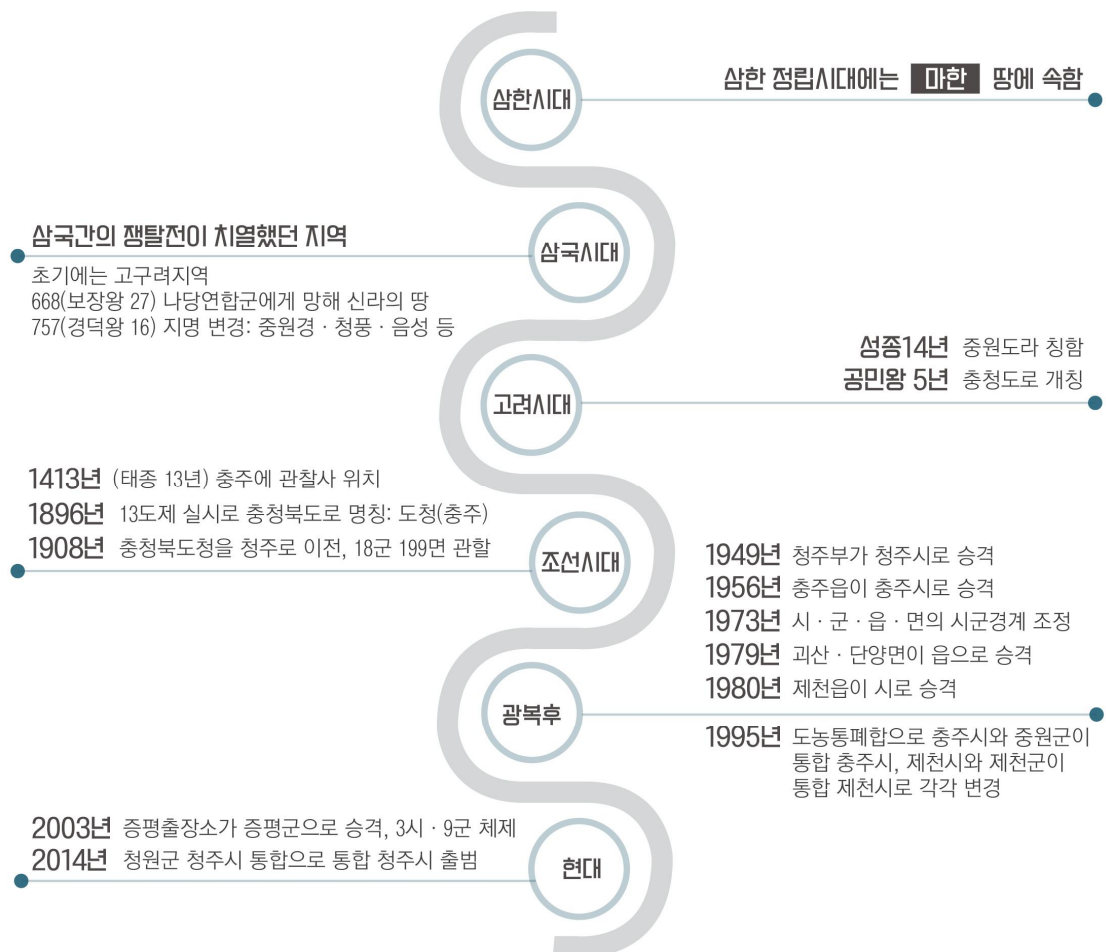 삼한시대
삼한 정립시대에는 마한 땅에 속함
삼국시대
삼국간의 쟁탈전이 치열했던 지역
초기에는 고구려지역
668(보장왕 27) 나당연합군에게 망해 신라의 땅
757(경덕왕 16) 지명 변경: 중원경 · 청풍 · 음성 등
고려시대
성종14년 중원도라 칭함
공민왕 5년 충청도로 개칭
조선시대
1413년 (태종 13년) 충주에 관찰사 위치
1896년 13도제 실시로 충청북도로 명칭: 도청(충주)
1908년 충청북도청을 청주로 이전, 18군 199면 관할
광복후
1949년 청주부가 청주시로 승격
1956년 충주읍이 충주시로 승격
1973년 시 · 군 · 읍 · 면의 시군경계 조정
1979년 괴산 · 단양면이 읍으로 승격
1980년 제천읍이 시로 승격
1995년 도농통폐합으로 충주시와 중원군이
통합 충주시, 제천시와 제천군이
통합 제천시로 각각 변경
현대
2003년 증평출장소가 증평군으로 승격, 3시 · 9군 체제
2014년 청원군 청주시 통합으로 통합 청주시 출범